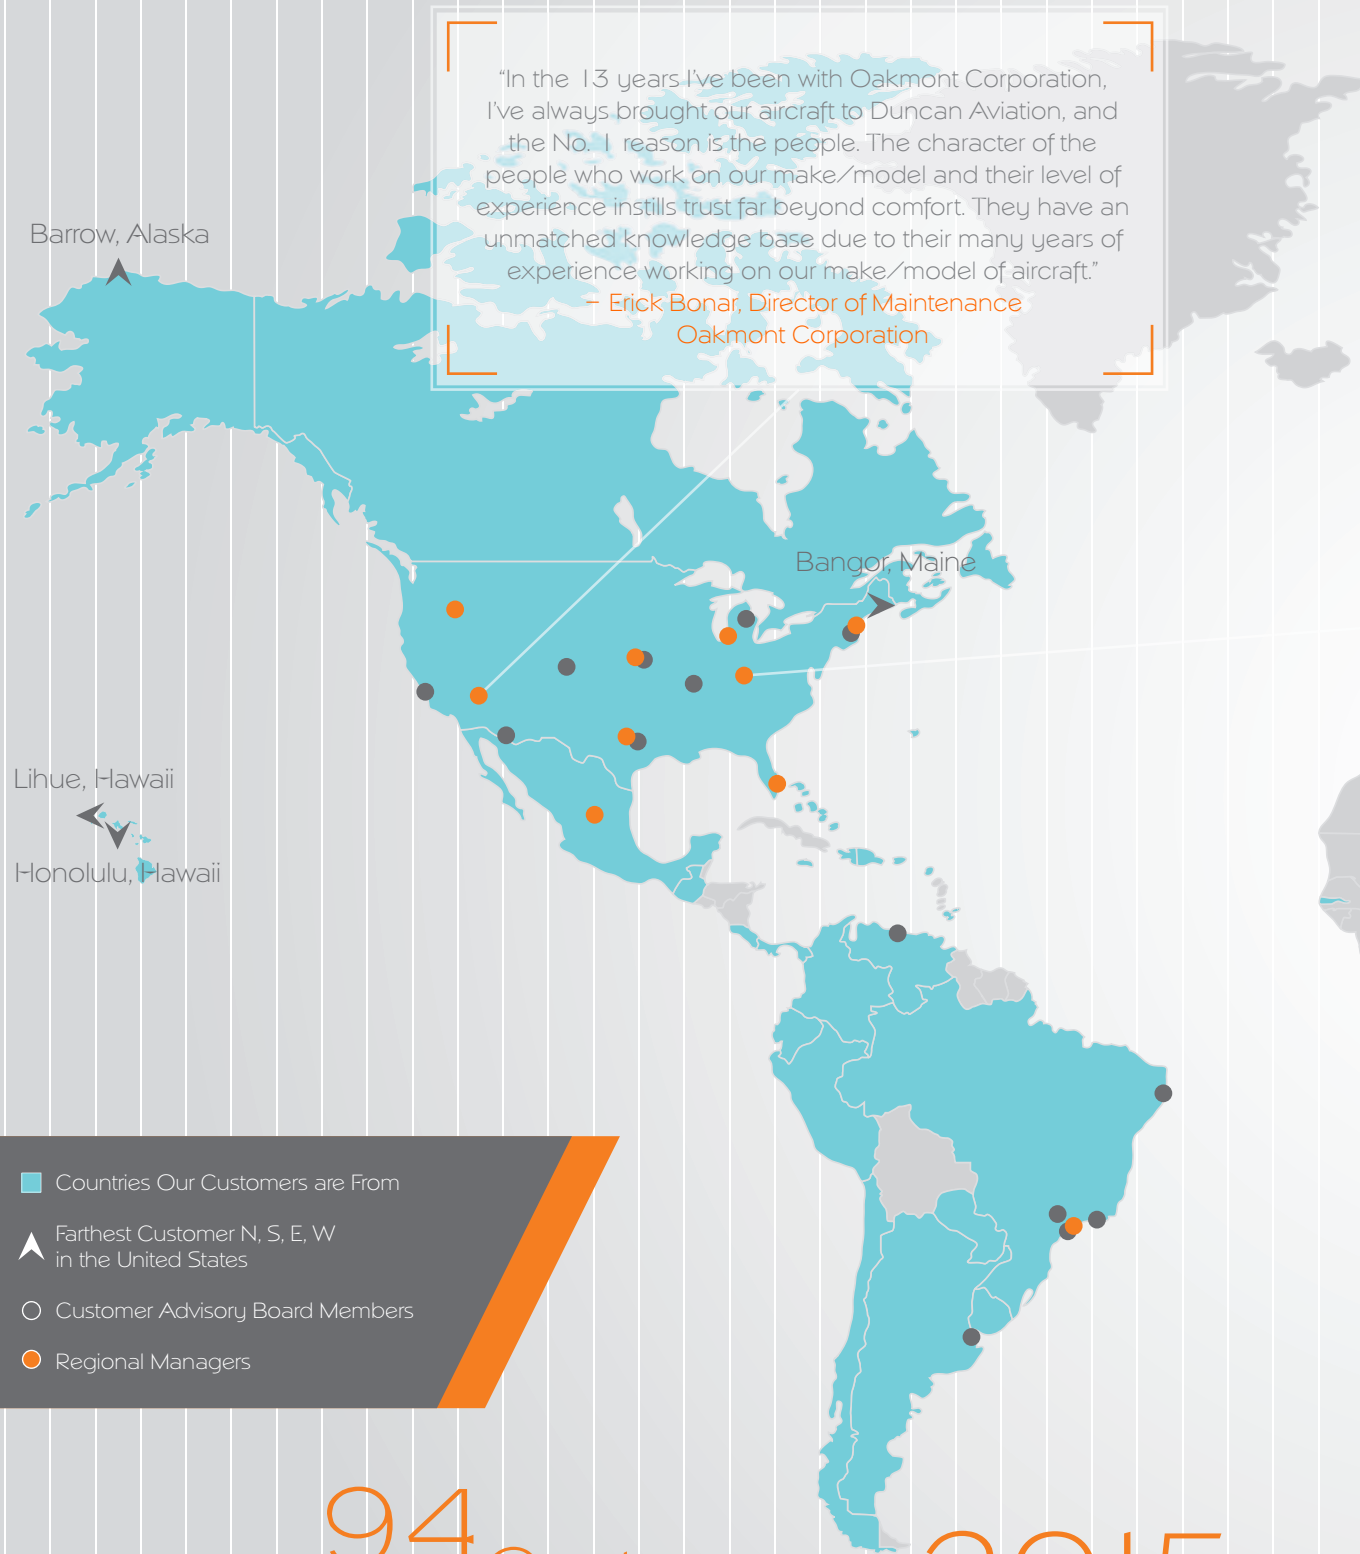 “In the 13 years I’ve been with Oakmont Corporation,
I’ve always brought our aircraft to Duncan Aviation, and
the No. 1 reason is the people. The character of the
people who work on our make/model and their level of
experience instills trust far beyond comfort. They have an
unmatched knowledge base due to their many years of
experience working on our make/model of aircraft.”
– Erick Bonar, Director of Maintenance
Oakmont Corporation
Barrow, Alaska
Bangor, Maine
Lihue, Hawaii
Honolulu, Hawaii
Countries Our Customers are From
Farthest Customer N, S, E, W
in the United States
Customer Advisory Board Members
Regional Managers
94
2015